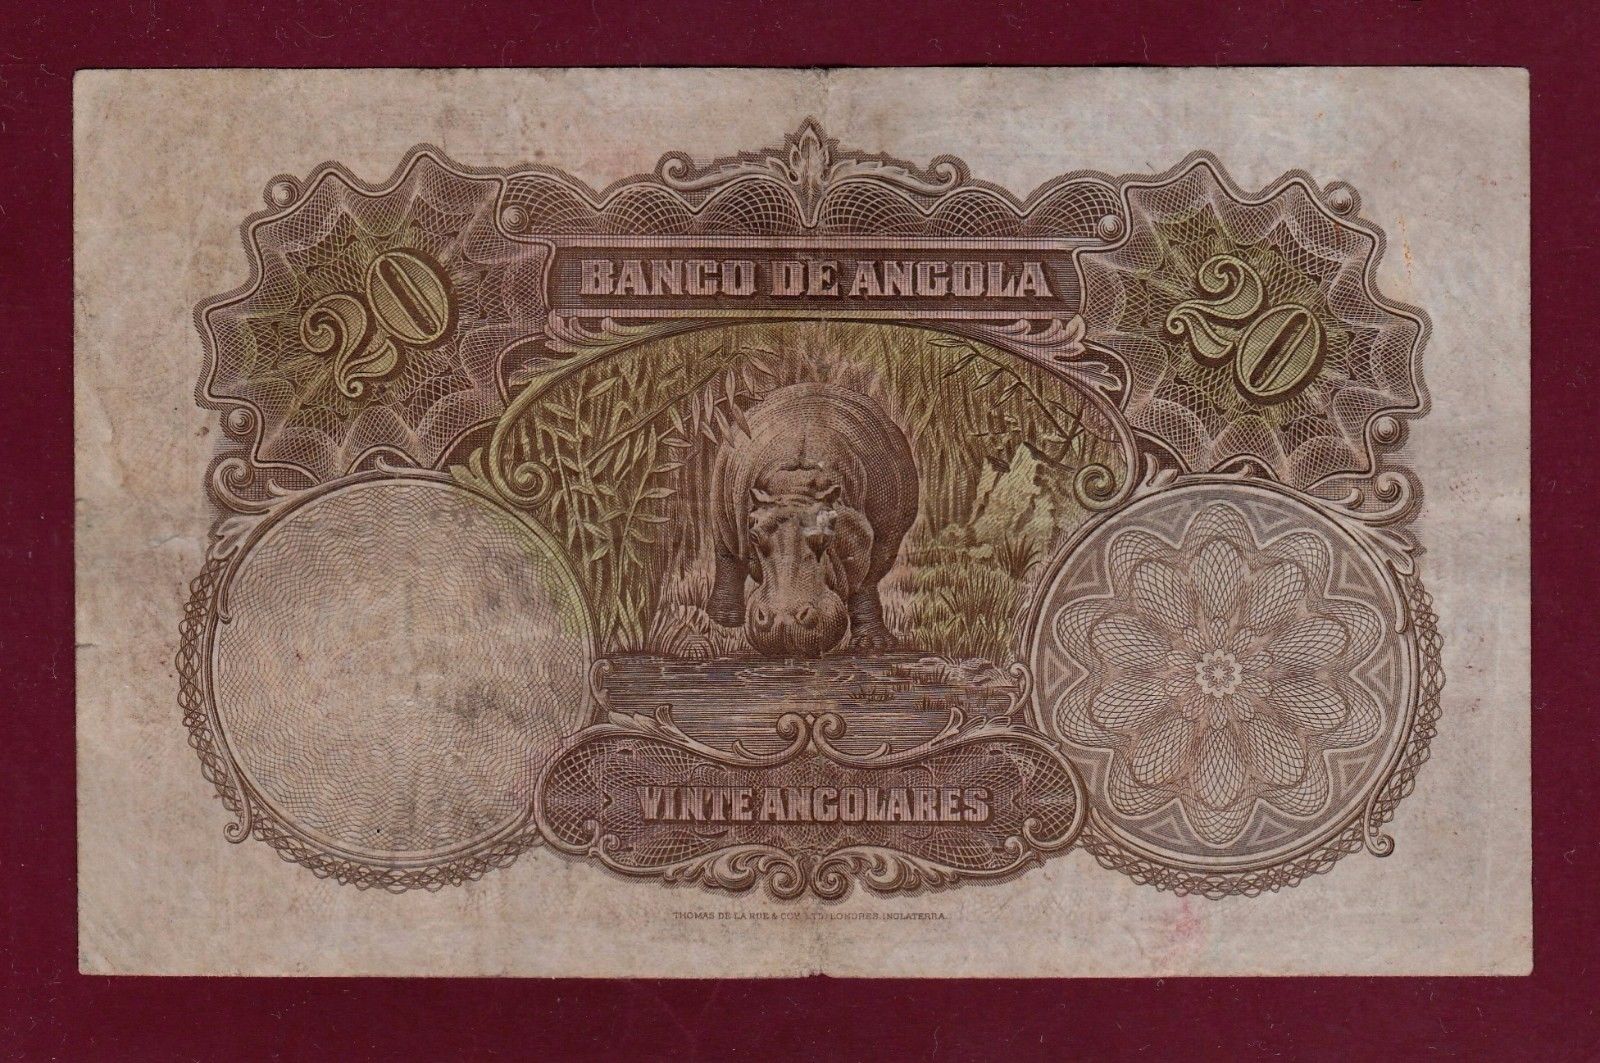 BANCO DE ANGOLA
20
20
VINTE ANGOLARES
THOMAS DE LA RUE & COY. LTD. LONDRES, INGLATERRA.